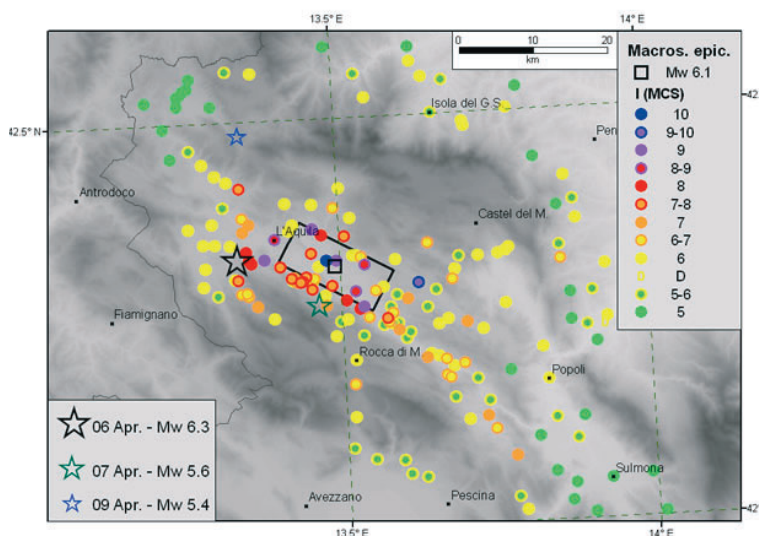 13.5° E
14° E
0 10 20
km
Macros. epic.
Mw 6.1
I (MCS)
10
9-10
9
8-9
8
7-8
7
6-7
6
D
5-6
5
42.5° N
42.
Isola del G.S.
Pen
Antrodoco
Castel del M.
L'Aquila
Fiamignano
Rocca di M.
Popoli
06 Apr. - Mw 6.3
07 Apr. - Mw 5.6
09 Apr. - Mw 5.4
Sulmona
Avezzano
Pescina
42°
13.5° E
14° E